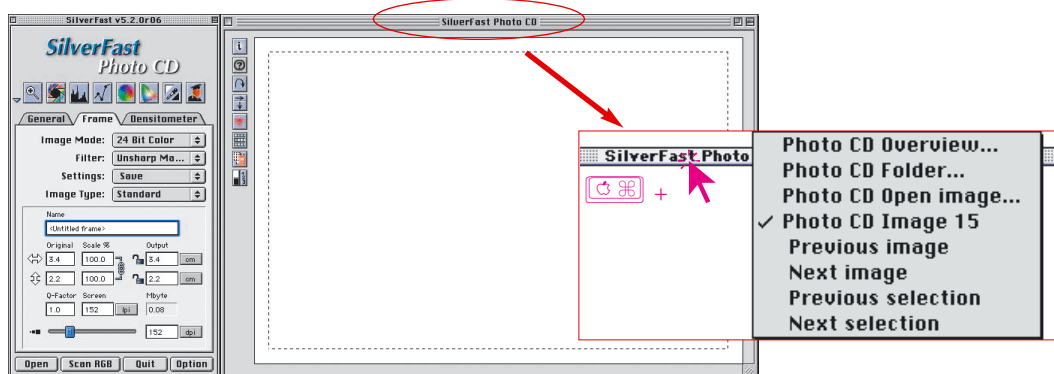 SilverFast v5.2.0r06
SilverFast
Photo CD
General Frame Densitometer
Image Mode: 24 Bit Color
Filter: Unsharp Ma...
Settings: Save
Image Type: Standard
Name
<Untitled frame>
Original Scale % Output
3.4 100.0 3.4 cm
2.2 100.0 2.2 cm
Q-Factor Screen Mbyte
1.0 152 lpi 0.08
152 dpi
Open Scan RGB Quit Option
SilverFast Photo CD
SilverFast Photo
+
Photo CD Overview...
Photo CD Folder...
Photo CD Open image...
✓ Photo CD Image 15
Previous image
Next image
Previous selection
Next selection